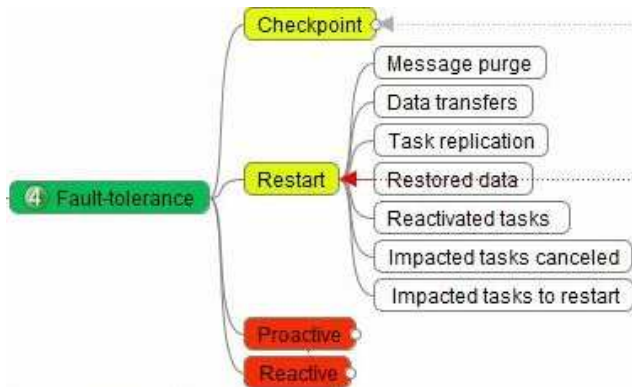 Checkpoint
Message purge
Data transfers
Task replication
Restart
Restored data
4 Fault-tolerance
Reactivated tasks
Impacted tasks canceled
Impacted tasks to restart
Proactive
Reactive